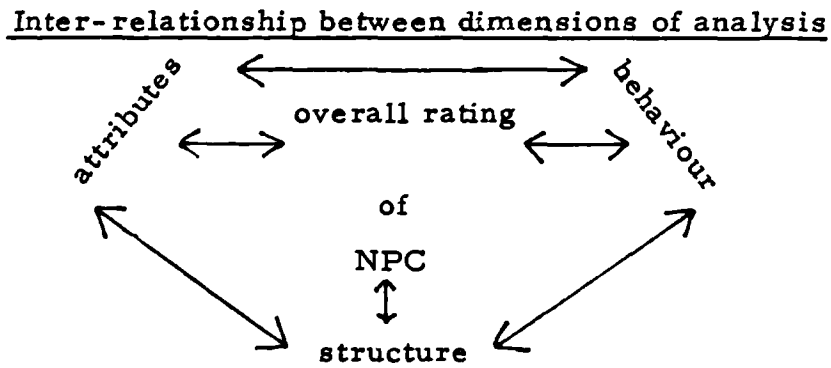 Inter-relationship between dimensions of analysis
attributes
behaviour
overall rating
of
NPC
structure